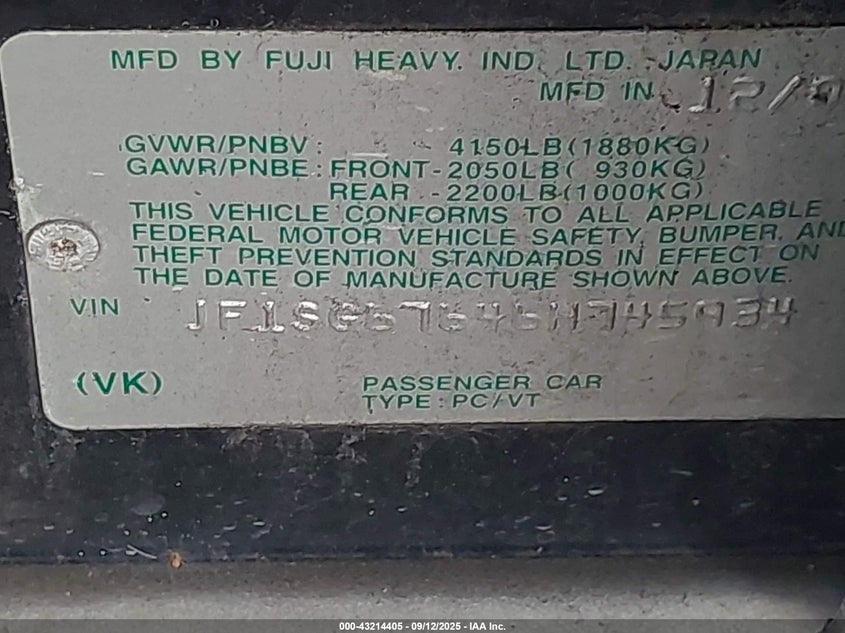 MFD BY FUJI HEAVY. IND. LTD. JAPAN
MFD IN 12/0
GVWR/PNBV: 4150LB(1880KG)
GAWR/PNBE: FRONT-2050LB( 930KG)
REAR -2200LB(1000KG)
THIS VEHICLE CONFORMS TO ALL APPLICABLE
FEDERAL MOTOR VEHICLE SAFETY, BUMPER, AND
THEFT PREVENTION STANDARDS IN EFFECT ON
THE DATE OF MANUFACTURE SHOWN ABOVE.
VIN JF1SG67646H745934
(VK) PASSENGER CAR
TYPE: PC/VT
000-43214405 - 09/12/2025 - IAA Inc.